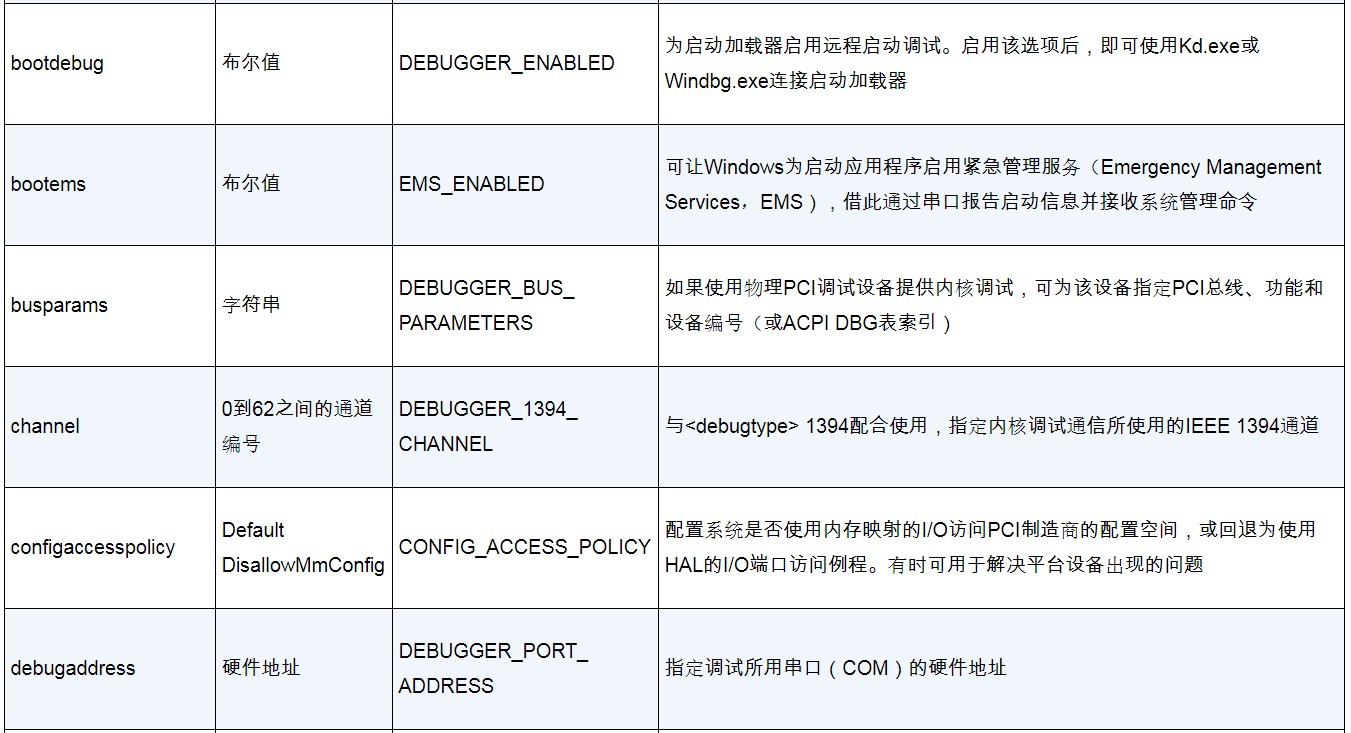 bootdebug
布尔值
DEBUGGER_ENABLED
为启动加载器启用远程启动调试。启用该选项后，即可使用Kd.exe或
Windbg.exe连接启动加载器
bootems
布尔值
EMS_ENABLED
可让Windows为启动应用程序启用紧急管理服务（Emergency Management
Services，EMS），借此通过串口报告启动信息并接收系统管理命令
busparams
字符串
DEBUGGER_BUS_
PARAMETERS
如果使用物理PCI调试设备提供内核调试，可为该设备指定PCI总线、功能和
设备编号（或ACPI DBG表索引）
channel
0到62之间的通道
编号
DEBUGGER_1394_
CHANNEL
与<debugtype> 1394配合使用，指定内核调试通信所使用的IEEE 1394通道
configaccesspolicy
Default
DisallowMmConfig
CONFIG_ACCESS_POLICY
配置系统是否使用内存映射的I/O访问PCI制造商的配置空间，或回退为使用
HAL的I/O端口访问例程。有时可用于解决平台设备出现的问题
debugaddress
硬件地址
DEBUGGER_PORT_
ADDRESS
指定调试所用串口（COM）的硬件地址